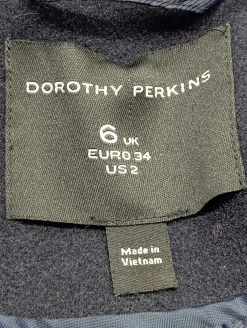 DOROTHY PERKINS
6 UK
EURO 34
US 2
Made in
Vietnam